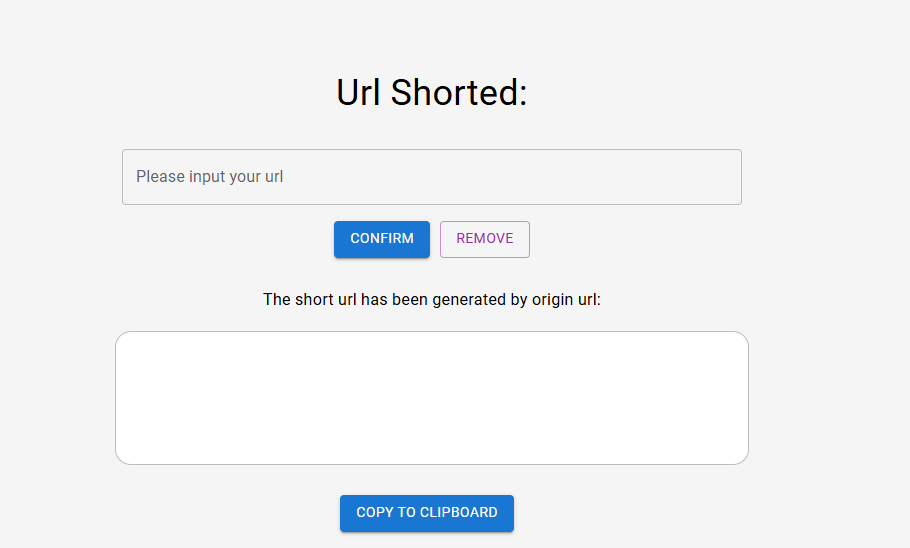 Url Shorted:
Please input your url
CONFIRM REMOVE
The short url has been generated by origin url:
COPY TO CLIPBOARD